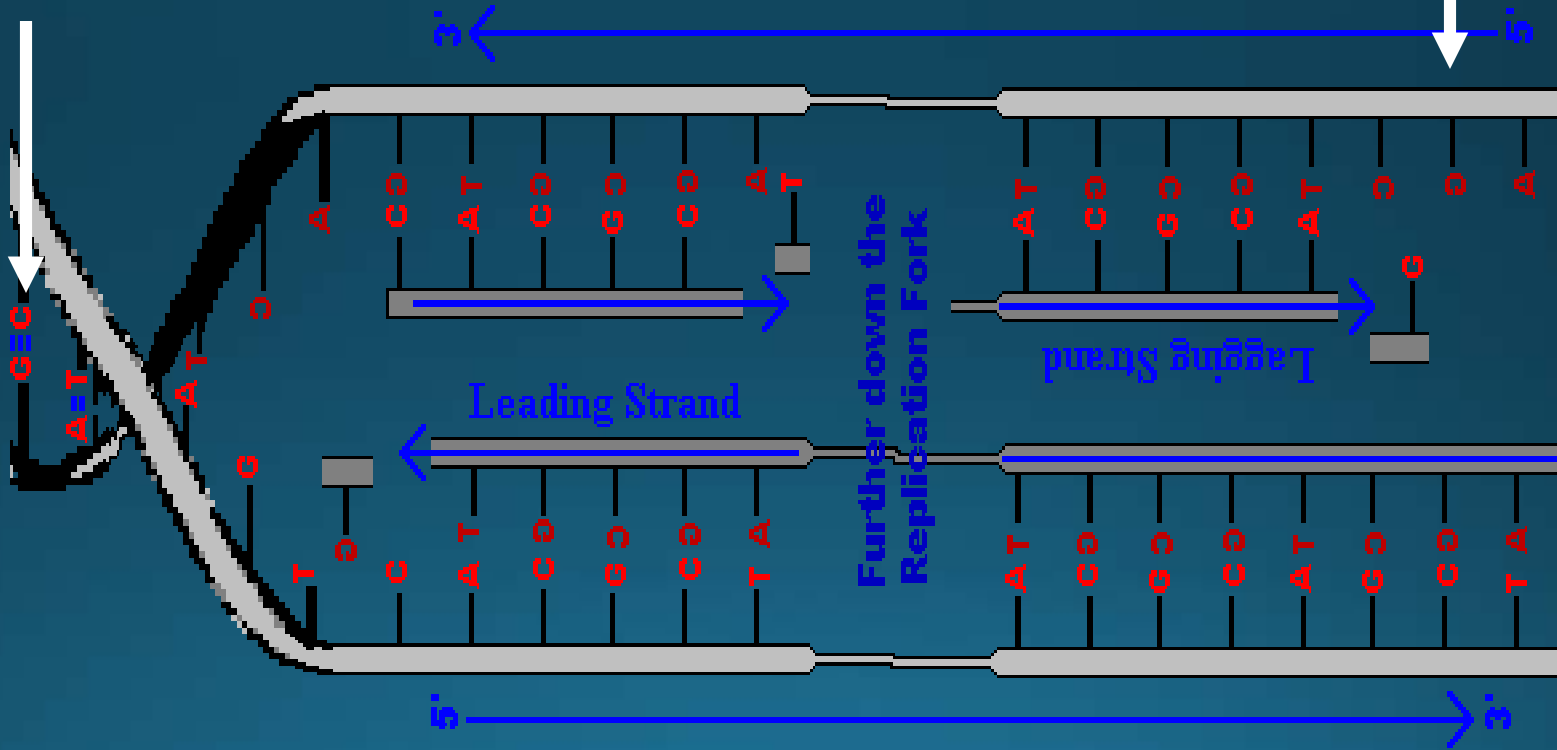 3' 5'
G T G C G A T
C A C G C
A
C
T G C G T C G A
A C G C A
G
G≡C
A=T
T
A
G
T
G
Leading Strand
Further down the
Replication Fork
Lagging Strand
T G C G A
C A C G C T
T G C G T C G A
A C G C A G C T
5' 3'